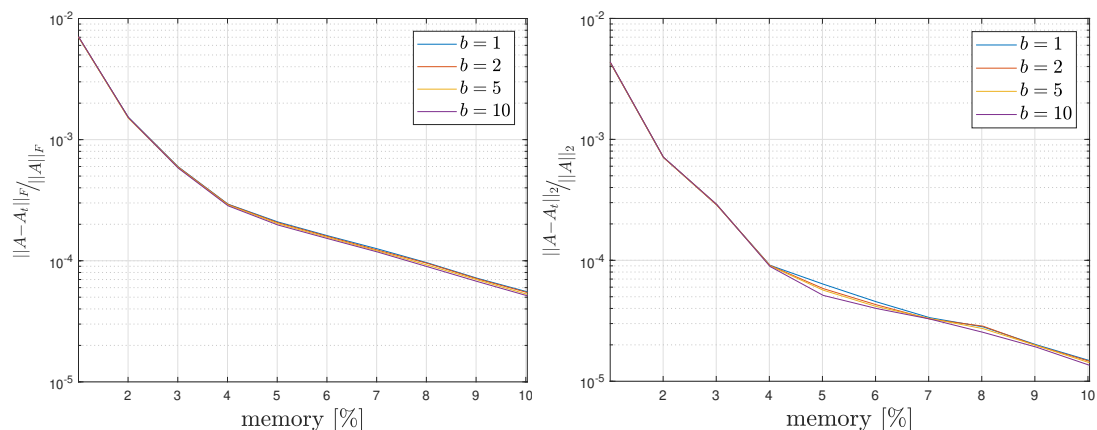 10^-2
10^-3
10^-4
10^-5
||A-A_t||_F/||A||_F
b = 1
b = 2
b = 5
b = 10
2 3 4 5 6 7 8 9 10
memory [%]
10^-2
10^-3
10^-4
10^-5
||A-A_t||_2/||A||_2
b = 1
b = 2
b = 5
b = 10
2 3 4 5 6 7 8 9 10
memory [%]